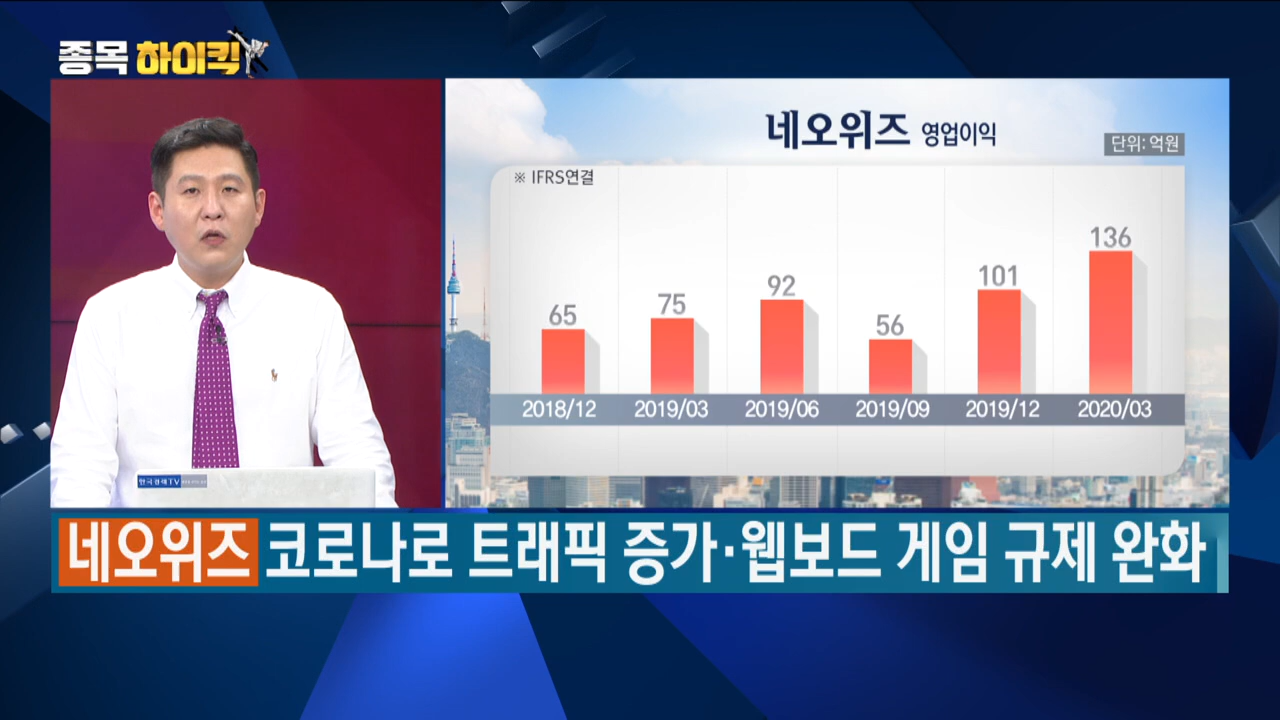 종목 하이킥
네오위즈 영업이익
단위: 억원
※ IFRS연결
65
75
92
56
101
136
2018/12
2019/03
2019/06
2019/09
2019/12
2020/03
한국경제TV
네오위즈 코로나로 트래픽 증가·웹보드 게임 규제 완화